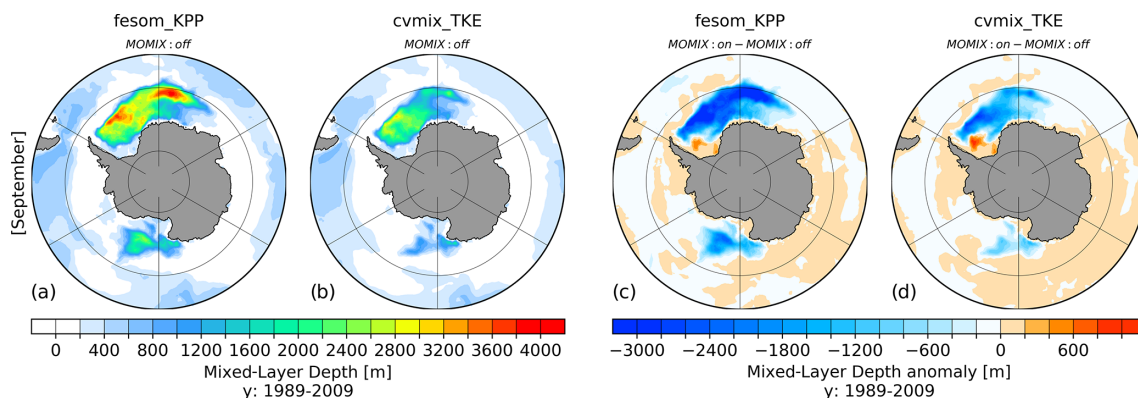 fesom_KPP
MOMIX : off
cvmix_TKE
MOMIX : off
fesom_KPP
MOMIX : on − MOMIX : off
cvmix_TKE
MOMIX : on − MOMIX : off
[September]
(a)
(b)
(c)
(d)
0 400 800 1200 1600 2000 2400 2800 3200 3600 4000
Mixed-Layer Depth [m]
y: 1989-2009
−3000 −2400 −1800 −1200 −600 0 600
Mixed-Layer Depth anomaly [m]
y: 1989-2009